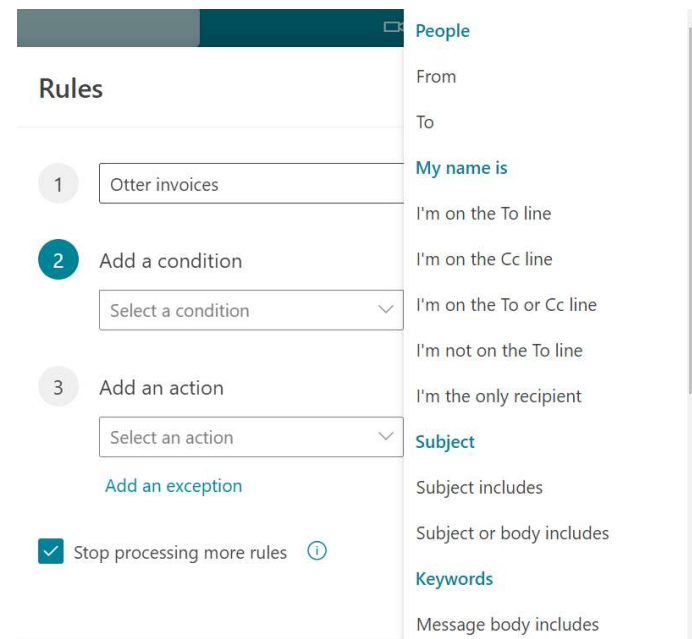 Rules
1
Otter invoices
2
Add a condition
Select a condition
3
Add an action
Select an action
Add an exception
Stop processing more rules
People
From
To
My name is
I'm on the To line
I'm on the Cc line
I'm on the To or Cc line
I'm not on the To line
I'm the only recipient
Subject
Subject includes
Subject or body includes
Keywords
Message body includes